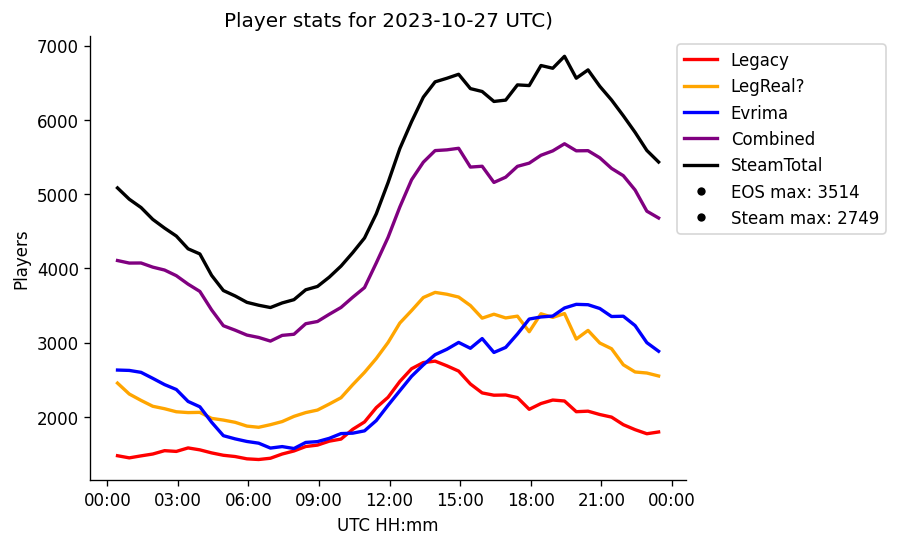 Player stats for 2023-10-27 UTC)
7000
6000
5000
4000
3000
2000
Players
00:00 03:00 06:00 09:00 12:00 15:00 18:00 21:00 00:00
UTC HH:mm
Legacy
LegReal?
Evrima
Combined
SteamTotal
EOS max: 3514
Steam max: 2749